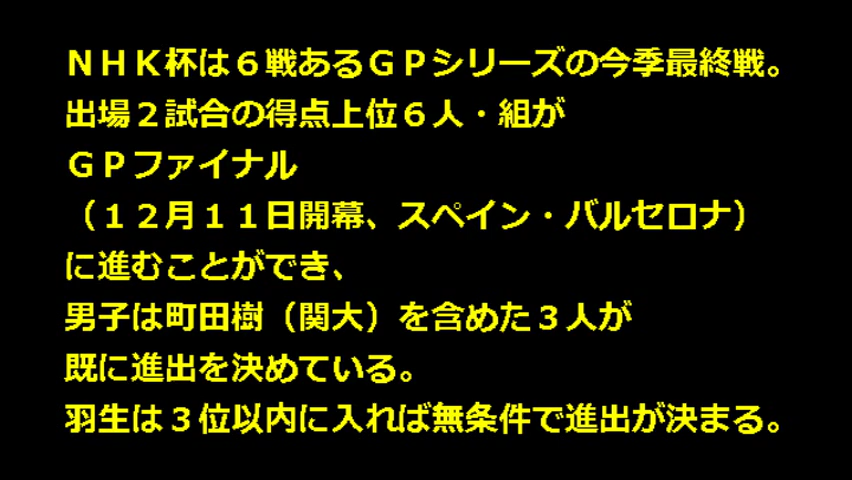 ＮＨＫ杯は６戦あるＧＰシリーズの今季最終戦。
出場２試合の得点上位６人・組が
ＧＰファイナル
（１２月１１日開幕、スペイン・バルセロナ）
に進むことができ、
男子は町田樹（関大）を含めた３人が
既に進出を決めている。
羽生は３位以内に入れば無条件で進出が決まる。